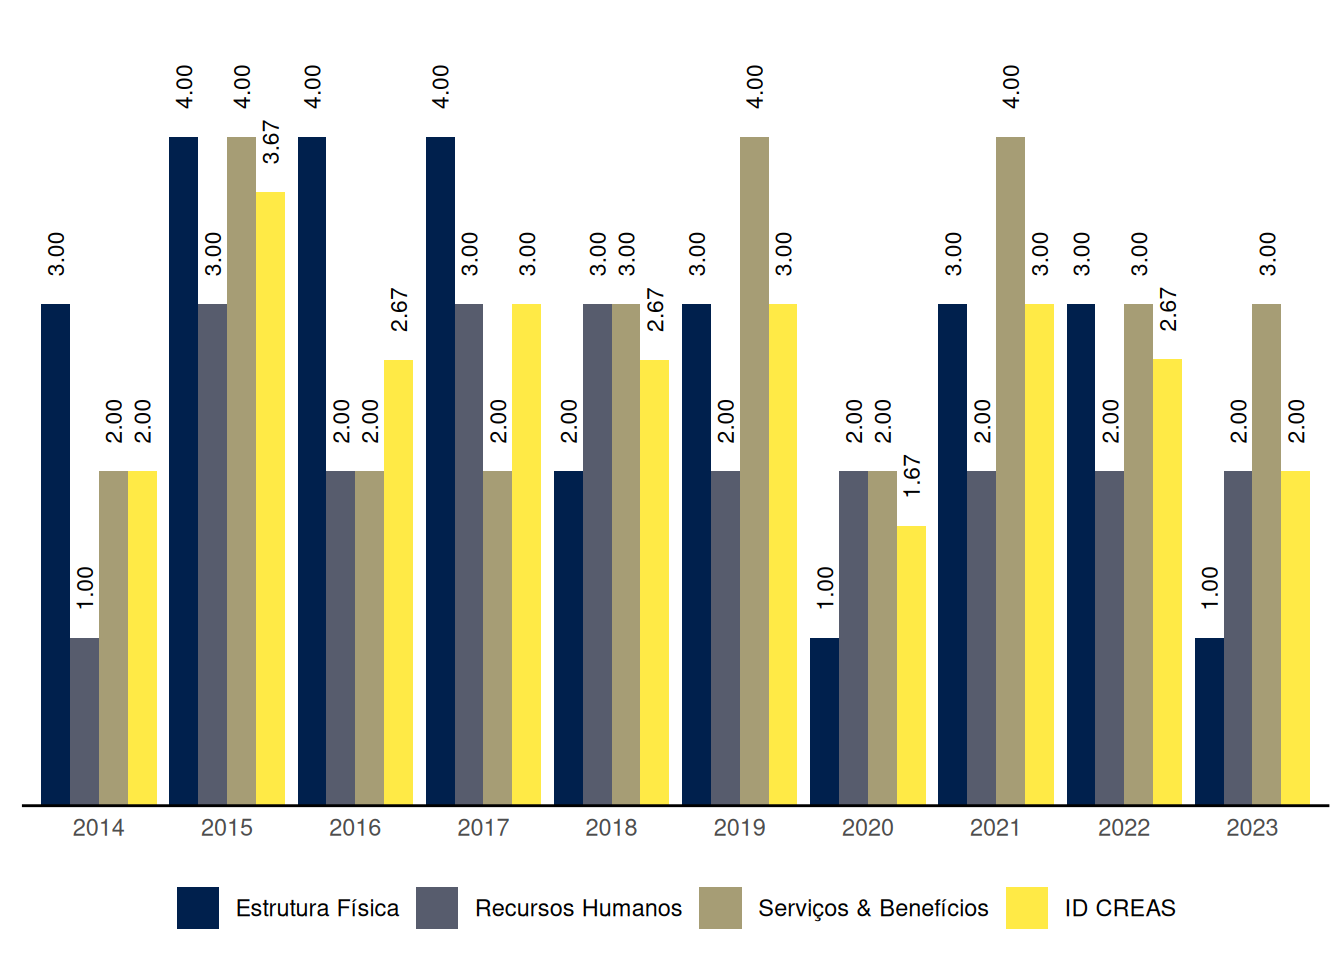 4.00 4.00 4.00 4.00 4.00 4.00
3.67
3.00 3.00 3.00 3.00 3.00 3.00 3.00 3.00 3.00 3.00 3.00 3.00 3.00
2.67 2.67 2.67
2.00 2.00 2.00 2.00 2.00 2.00 2.00 2.00 2.00 2.00 2.00 2.00 2.00
1.67
1.00 1.00 1.00
2014 2015 2016 2017 2018 2019 2020 2021 2022 2023
Estrutura Física Recursos Humanos Serviços & Benefícios ID CREAS